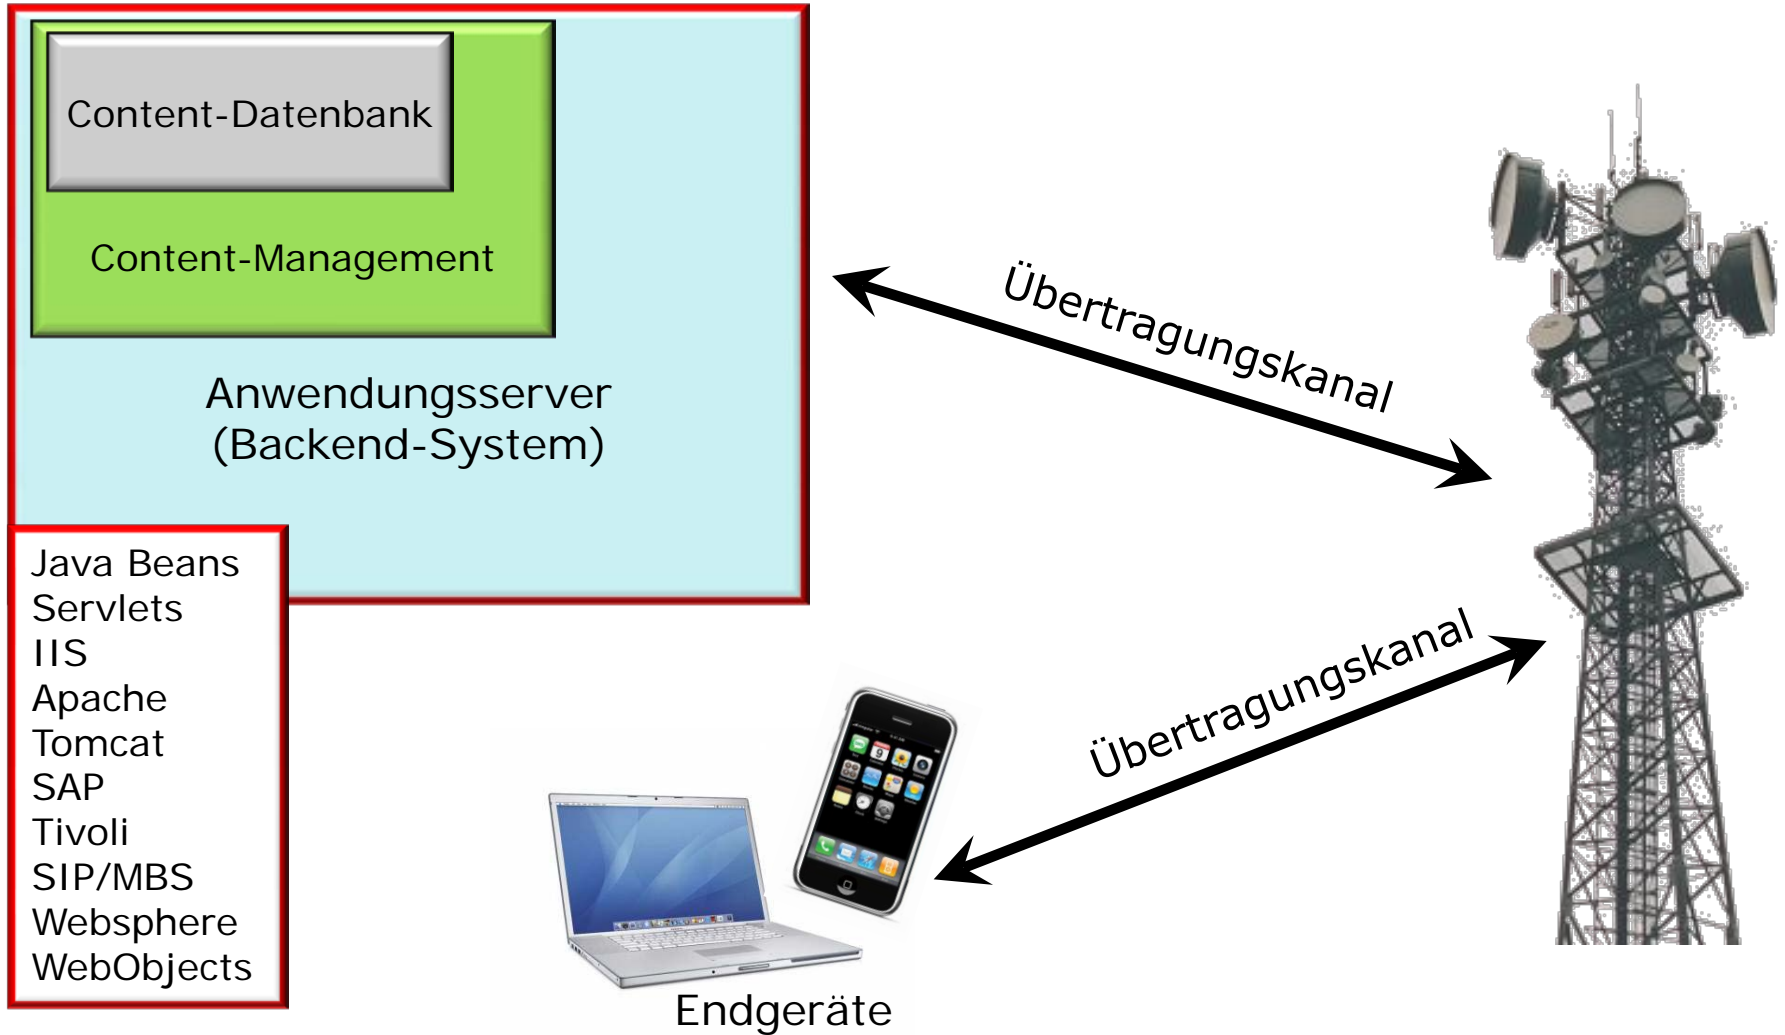 Content-Datenbank
Content-Management
Anwendungsserver
(Backend-System)
Java Beans
Servlets
IIS
Apache
Tomcat
SAP
Tivoli
SIP/MBS
Websphere
WebObjects
Übertragungskanal
Übertragungskanal
Endgeräte